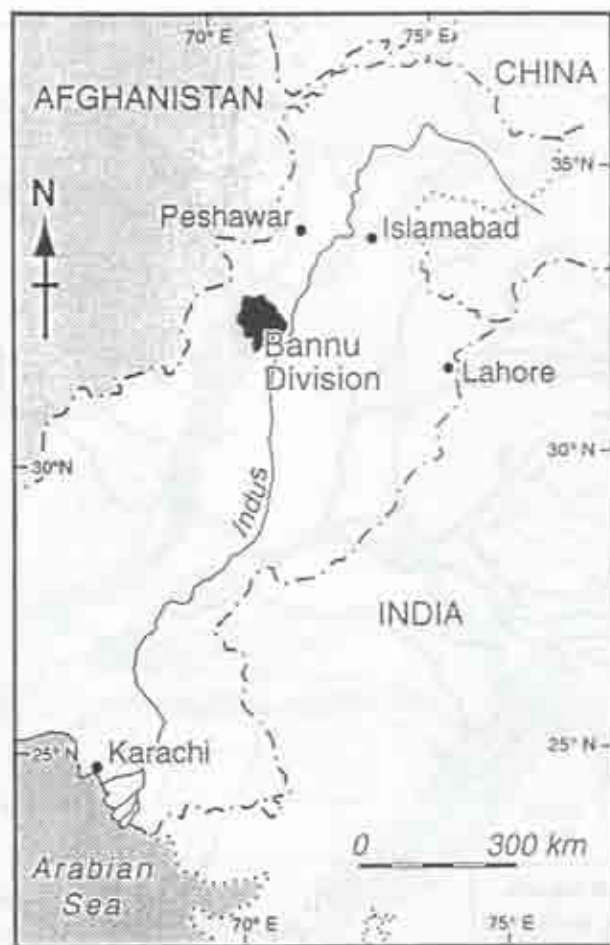 70° E 75° E
CHINA
AFGHANISTAN
35°N
N
Peshawar
Islamabad
Bannu
Division
Lahore
30°N
30°N
Indus
INDIA
25°N
Karachi
25°N
0 300 km
Arabian
Sea
70° E 75° E